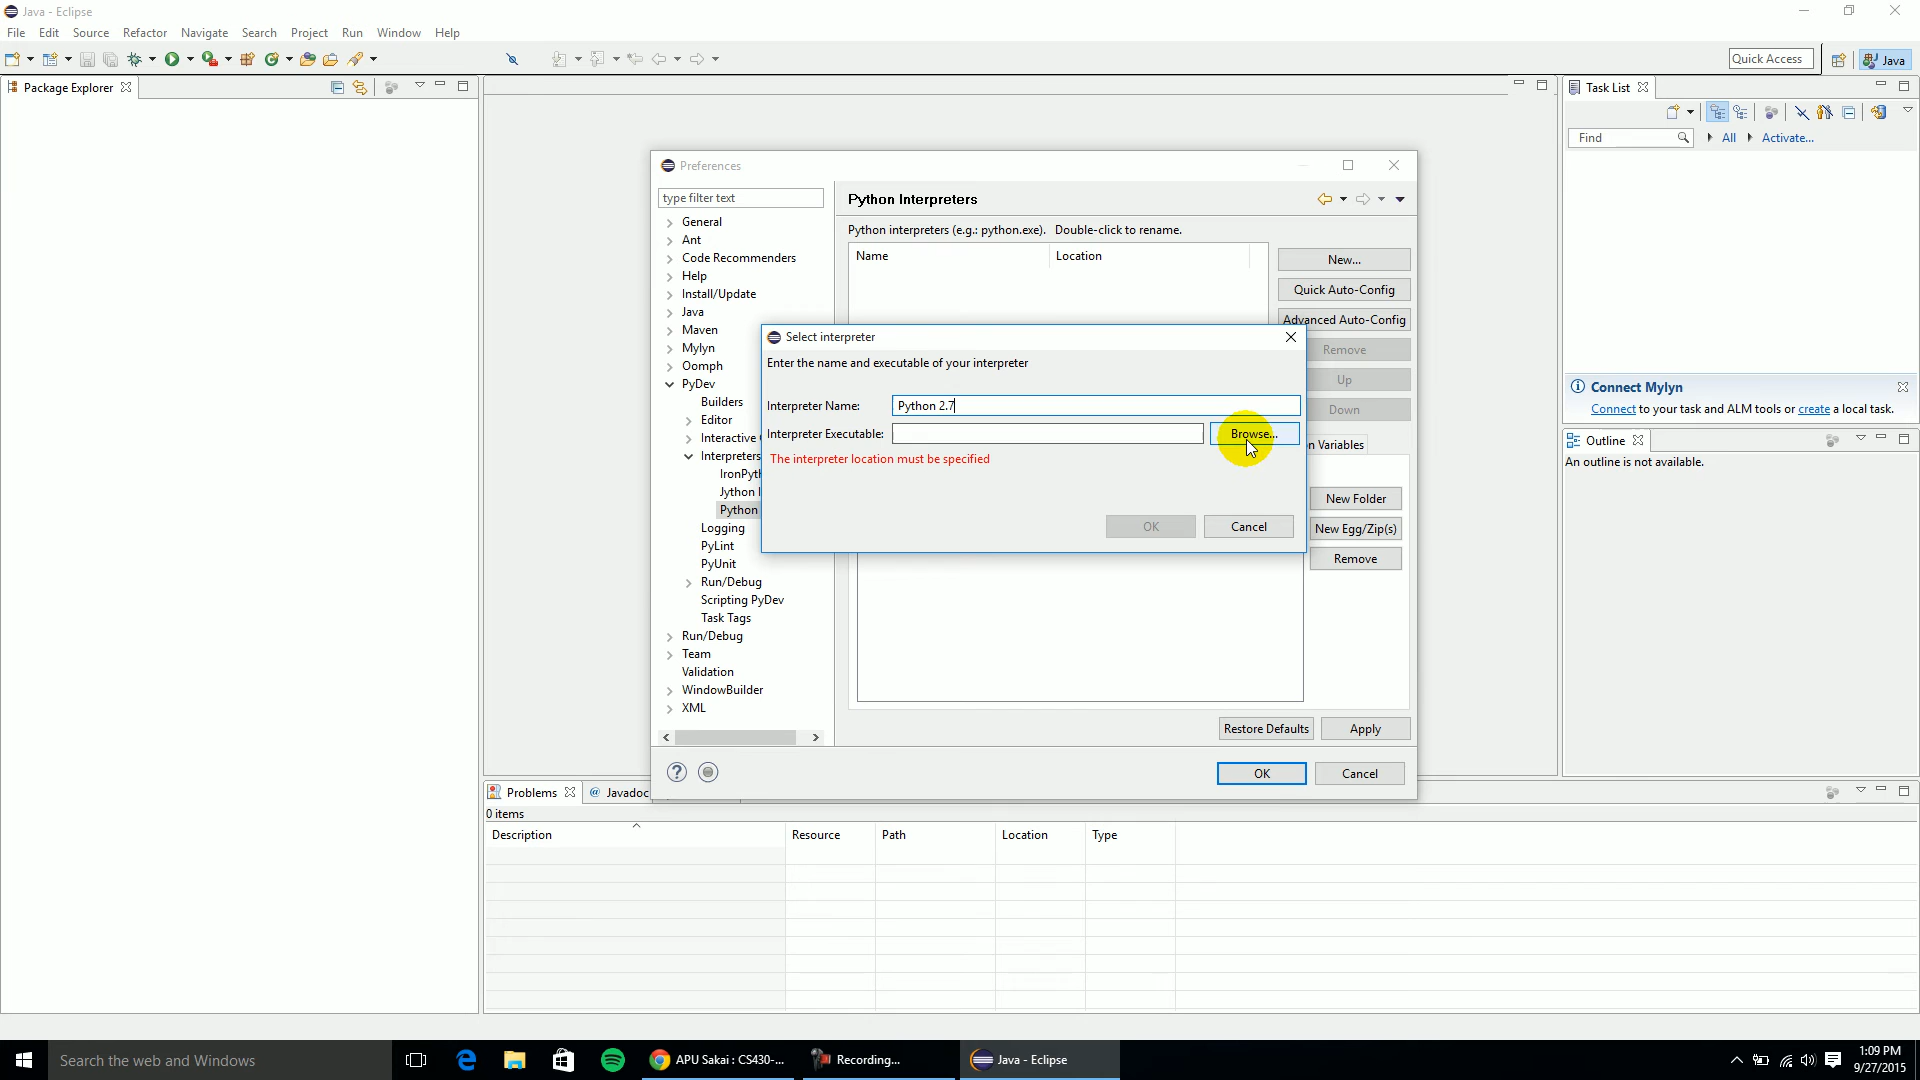 Java - Eclipse
File Edit Source Refactor Navigate Search Project Run Window Help
Quick Access
Java
Package Explorer
Task List
Find
All
Activate...
Preferences
type filter text
General
Ant
Code Recommenders
Help
Install/Update
Java
Maven
Mylyn
Oomph
PyDev
Builders
Editor
Interactive
Interpreters
IronPyth
Jython I
Python
Logging
PyLint
PyUnit
Run/Debug
Scripting PyDev
Task Tags
Run/Debug
Team
Validation
WindowBuilder
XML
Python Interpreters
Python interpreters (e.g.: python.exe). Double-click to rename.
Name Location
New...
Quick Auto-Config
Advanced Auto-Config
Remove
Up
Down
n Variables
New Folder
New Egg/Zip(s)
Remove
Select interpreter
Enter the name and executable of your interpreter
Interpreter Name: Python 2.7
Interpreter Executable: Browse...
The interpreter location must be specified
OK Cancel
Restore Defaults Apply
OK Cancel
Connect Mylyn
Connect to your task and ALM tools or create a local task.
Outline
An outline is not available.
Problems @ Javadoc
0 items
Description Resource Path Location Type
Search the web and Windows
APU Sakai : CS430-...
Recording...
Java - Eclipse
1:09 PM
9/27/2015